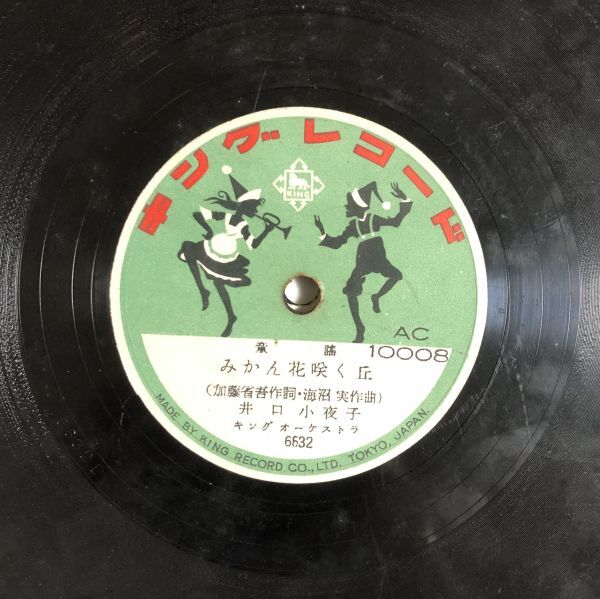 キングレコード
KING
AC
童謠 10008
みかん花咲く丘
(加藤省吾作詞・海沼実作曲)
井口小夜子
キングオーケストラ
6632
MADE BY KING RECORD CO., LTD. TOKYO, JAPAN.